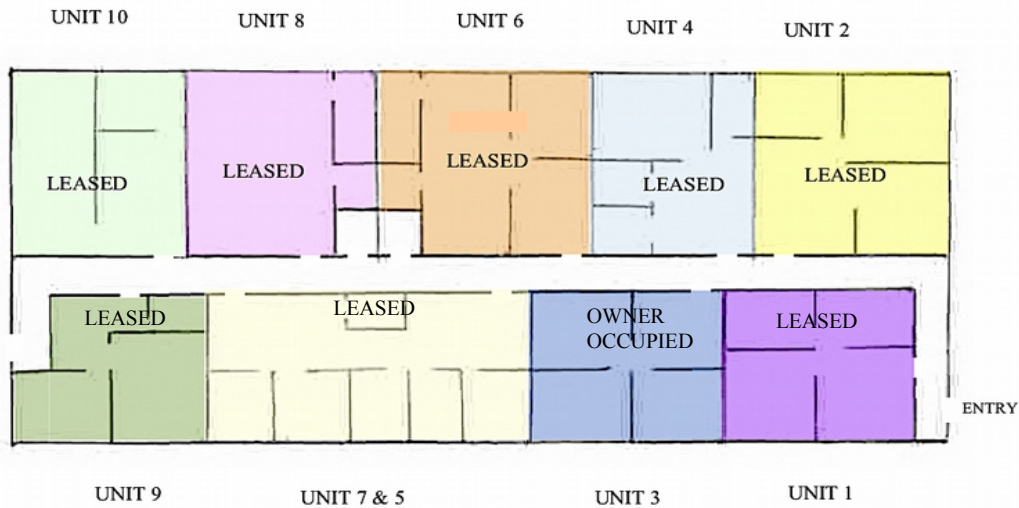 UNIT 10
UNIT 8
UNIT 6
UNIT 4
UNIT 2
LEASED
LEASED
LEASED
LEASED
LEASED
LEASED
LEASED
OWNER
OCCUPIED
LEASED
ENTRY
UNIT 9
UNIT 7 & 5
UNIT 3
UNIT 1